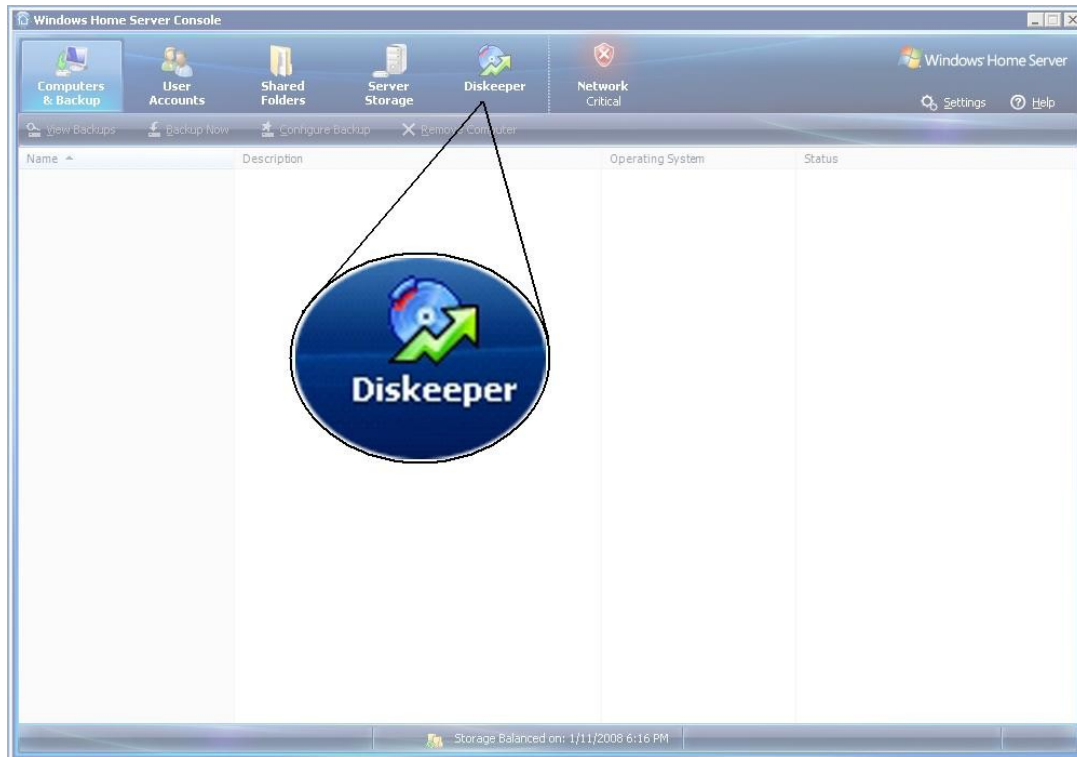 Windows Home Server Console
Computers & Backup
User Accounts
Shared Folders
Server Storage
Diskeeper
Network Critical
Windows Home Server
Settings
Help
View Backups
Backup Now
Configure Backup
Remove Computer
Name
Description
Operating System
Status
Diskeeper
Storage Balanced on: 1/11/2008 6:16 PM